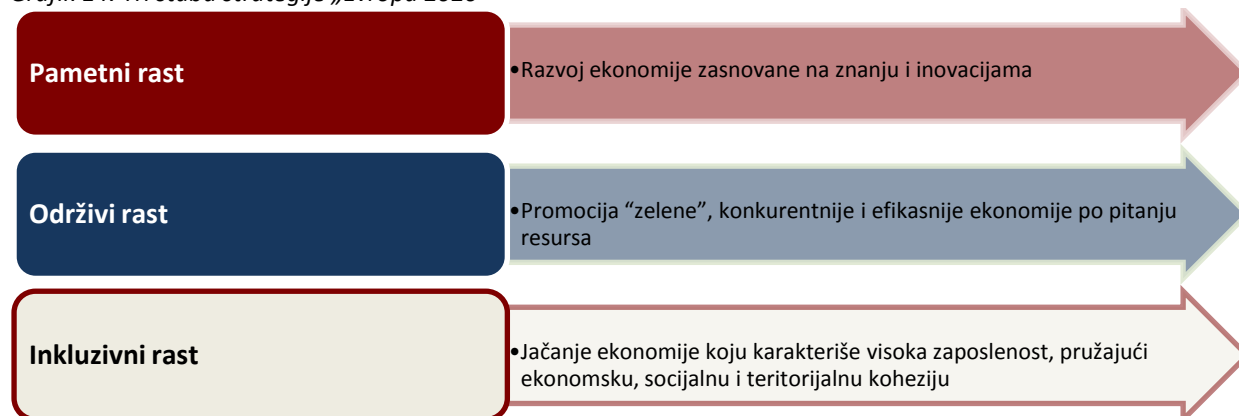 Pametni rast
•Razvoj ekonomije zasnovane na znanju i inovacijama
Održivi rast
•Promocija “zelene”, konkurentnije i efikasnije ekonomije po pitanju
resursa
Inkluzivni rast
•Jačanje ekonomije koju karakteriše visoka zaposlenost, pružajući
ekonomsku, socijalnu i teritorijalnu koheziju